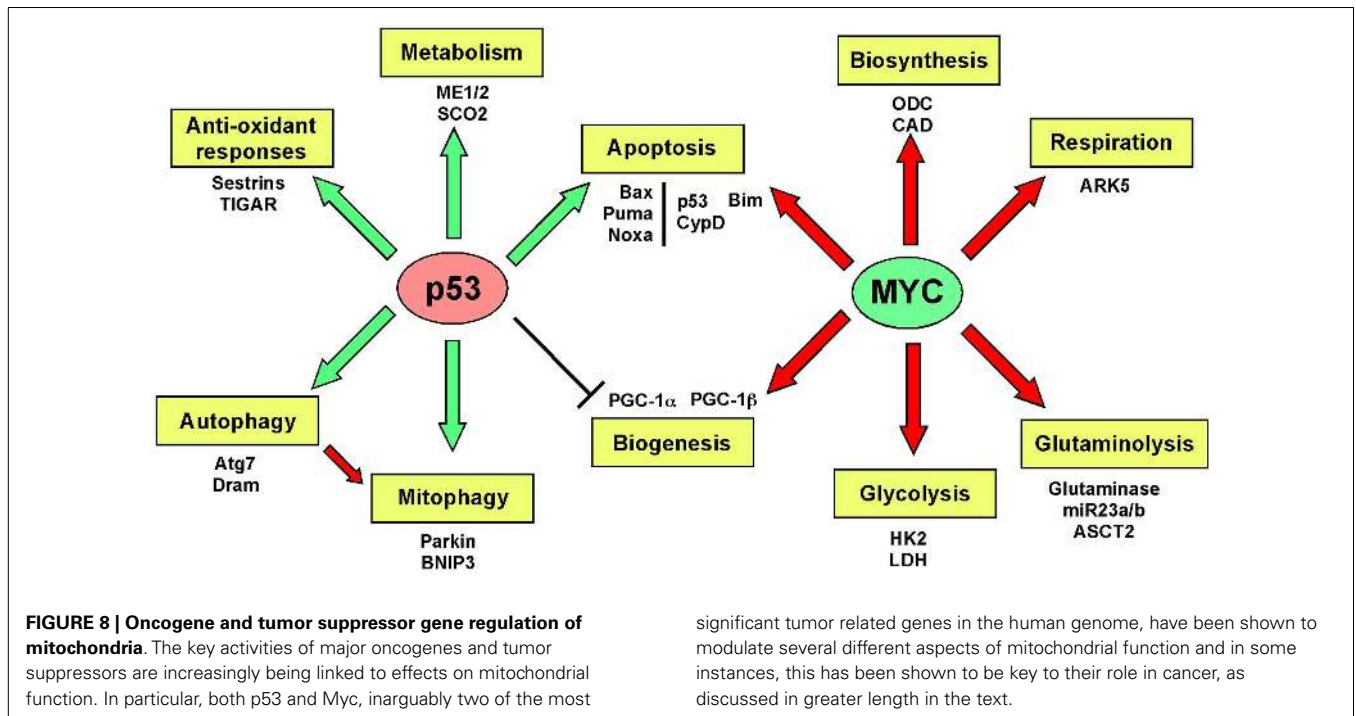 Metabolism
ME1/2
SCO2
Biosynthesis
ODC
CAD
Anti-oxidant
responses
Sestrins
TIGAR
Apoptosis
Bax
Puma
Noxa
p53
CypD
Bim
Respiration
ARK5
p53
MYC
Autophagy
Atg7
Dram
Mitophagy
Parkin
BNIP3
PGC-1α PGC-1β
Biogenesis
Glycolysis
HK2
LDH
Glutaminolysis
Glutaminase
miR23a/b
ASCT2
FIGURE 8 | Oncogene and tumor suppressor gene regulation of
mitochondria. The key activities of major oncogenes and tumor
suppressors are increasingly being linked to effects on mitochondrial
function. In particular, both p53 and Myc, inarguably two of the most
significant tumor related genes in the human genome, have been shown to
modulate several different aspects of mitochondrial function and in some
instances, this has been shown to be key to their role in cancer, as
discussed in greater length in the text.